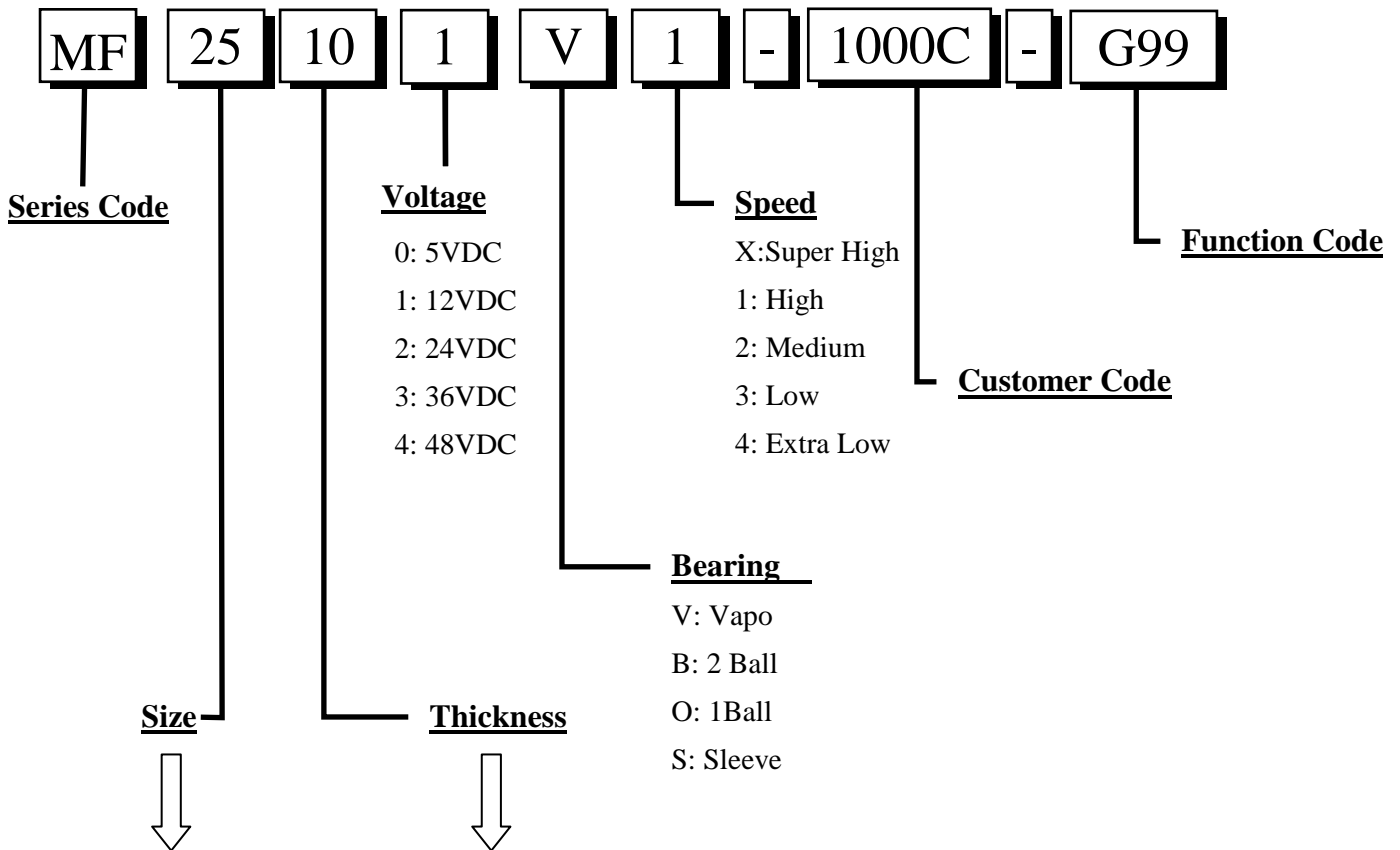 MF 25 10 1 V 1 - 1000C - G99
Series Code
Voltage
0: 5VDC
1: 12VDC
2: 24VDC
3: 36VDC
4: 48VDC
Speed
X:Super High
1: High
2: Medium
3: Low
4: Extra Low
Function Code
Customer Code
Bearing
V: Vapo
B: 2 Ball
O: 1Ball
S: Sleeve
Size
Thickness